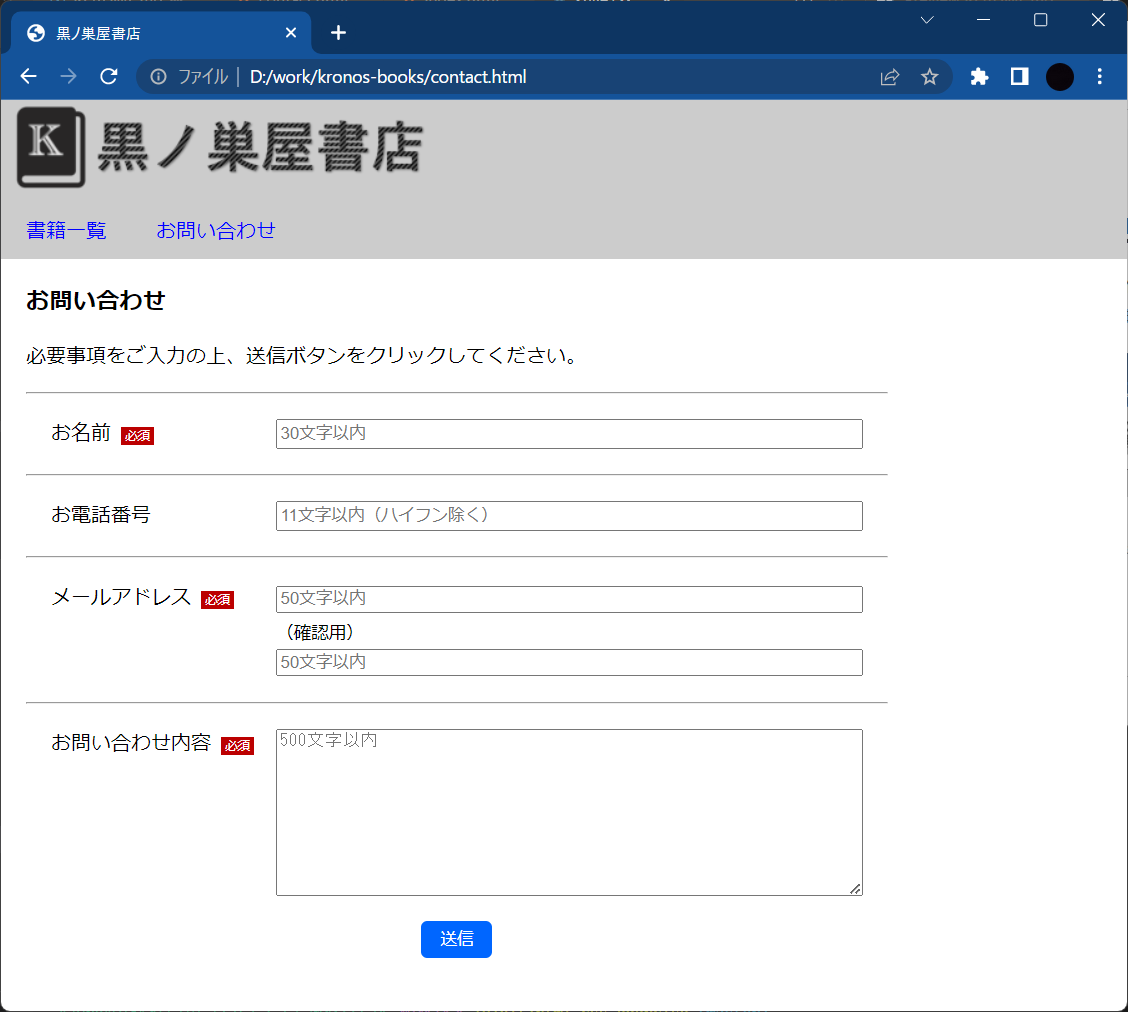 黒ノ巣屋書店
ファイル | D:/work/kronos-books/contact.html
K 黒ノ巣屋書店
書籍一覧 お問い合わせ
お問い合わせ
必要事項をご入力の上、送信ボタンをクリックしてください。
お名前 必須 30文字以内
お電話番号 11文字以内（ハイフン除く）
メールアドレス 必須 50文字以内
（確認用）
50文字以内
お問い合わせ内容 必須 500文字以内
送信